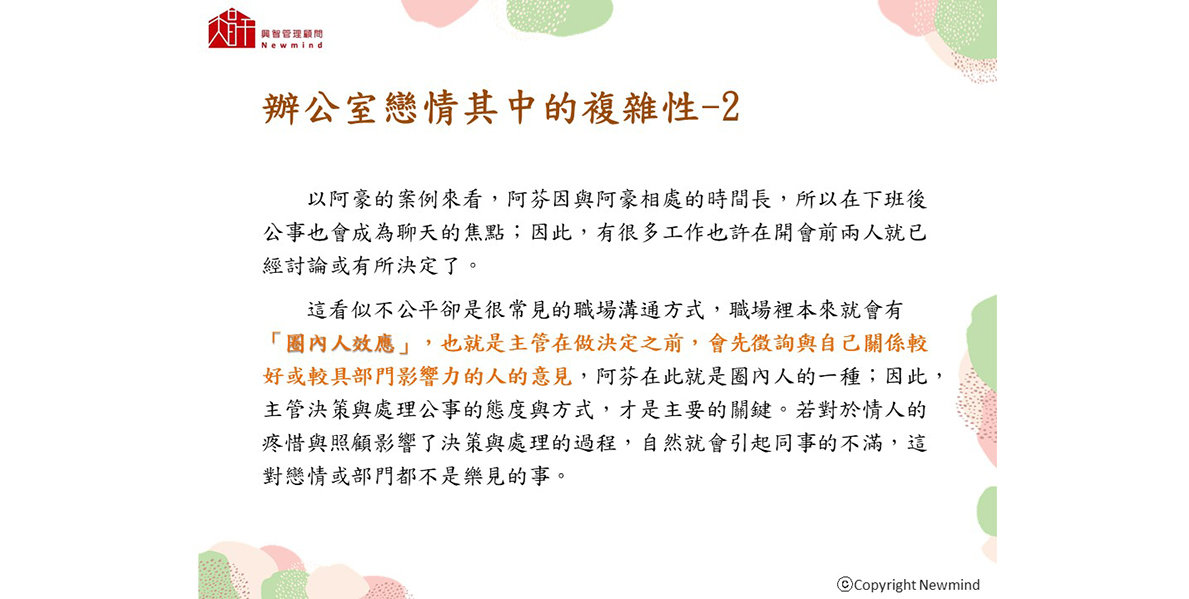 興智管理顧問
Newmind
辦公室戀情其中的複雜性-2
以阿豪的案例來看，阿芬因與阿豪相處的時間長，所以在下班後
公事也會成為聊天的焦點；因此，有很多工作也許在開會前兩人就已
經討論或有所決定了。
這看似不公平卻是很常見的職場溝通方式，職場裡本來就會有
「圈內人效應」，也就是主管在做決定之前，會先徵詢與自己關係較
好或較具部門影響力的人的意見，阿芬在此就是圈內人的一種；因此，
主管決策與處理公事的態度與方式，才是主要的關鍵。若對於情人的
疼惜與照顧影響了決策與處理的過程，自然就會引起同事的不滿，這
對戀情或部門都不是樂見的事。
©Copyright Newmind